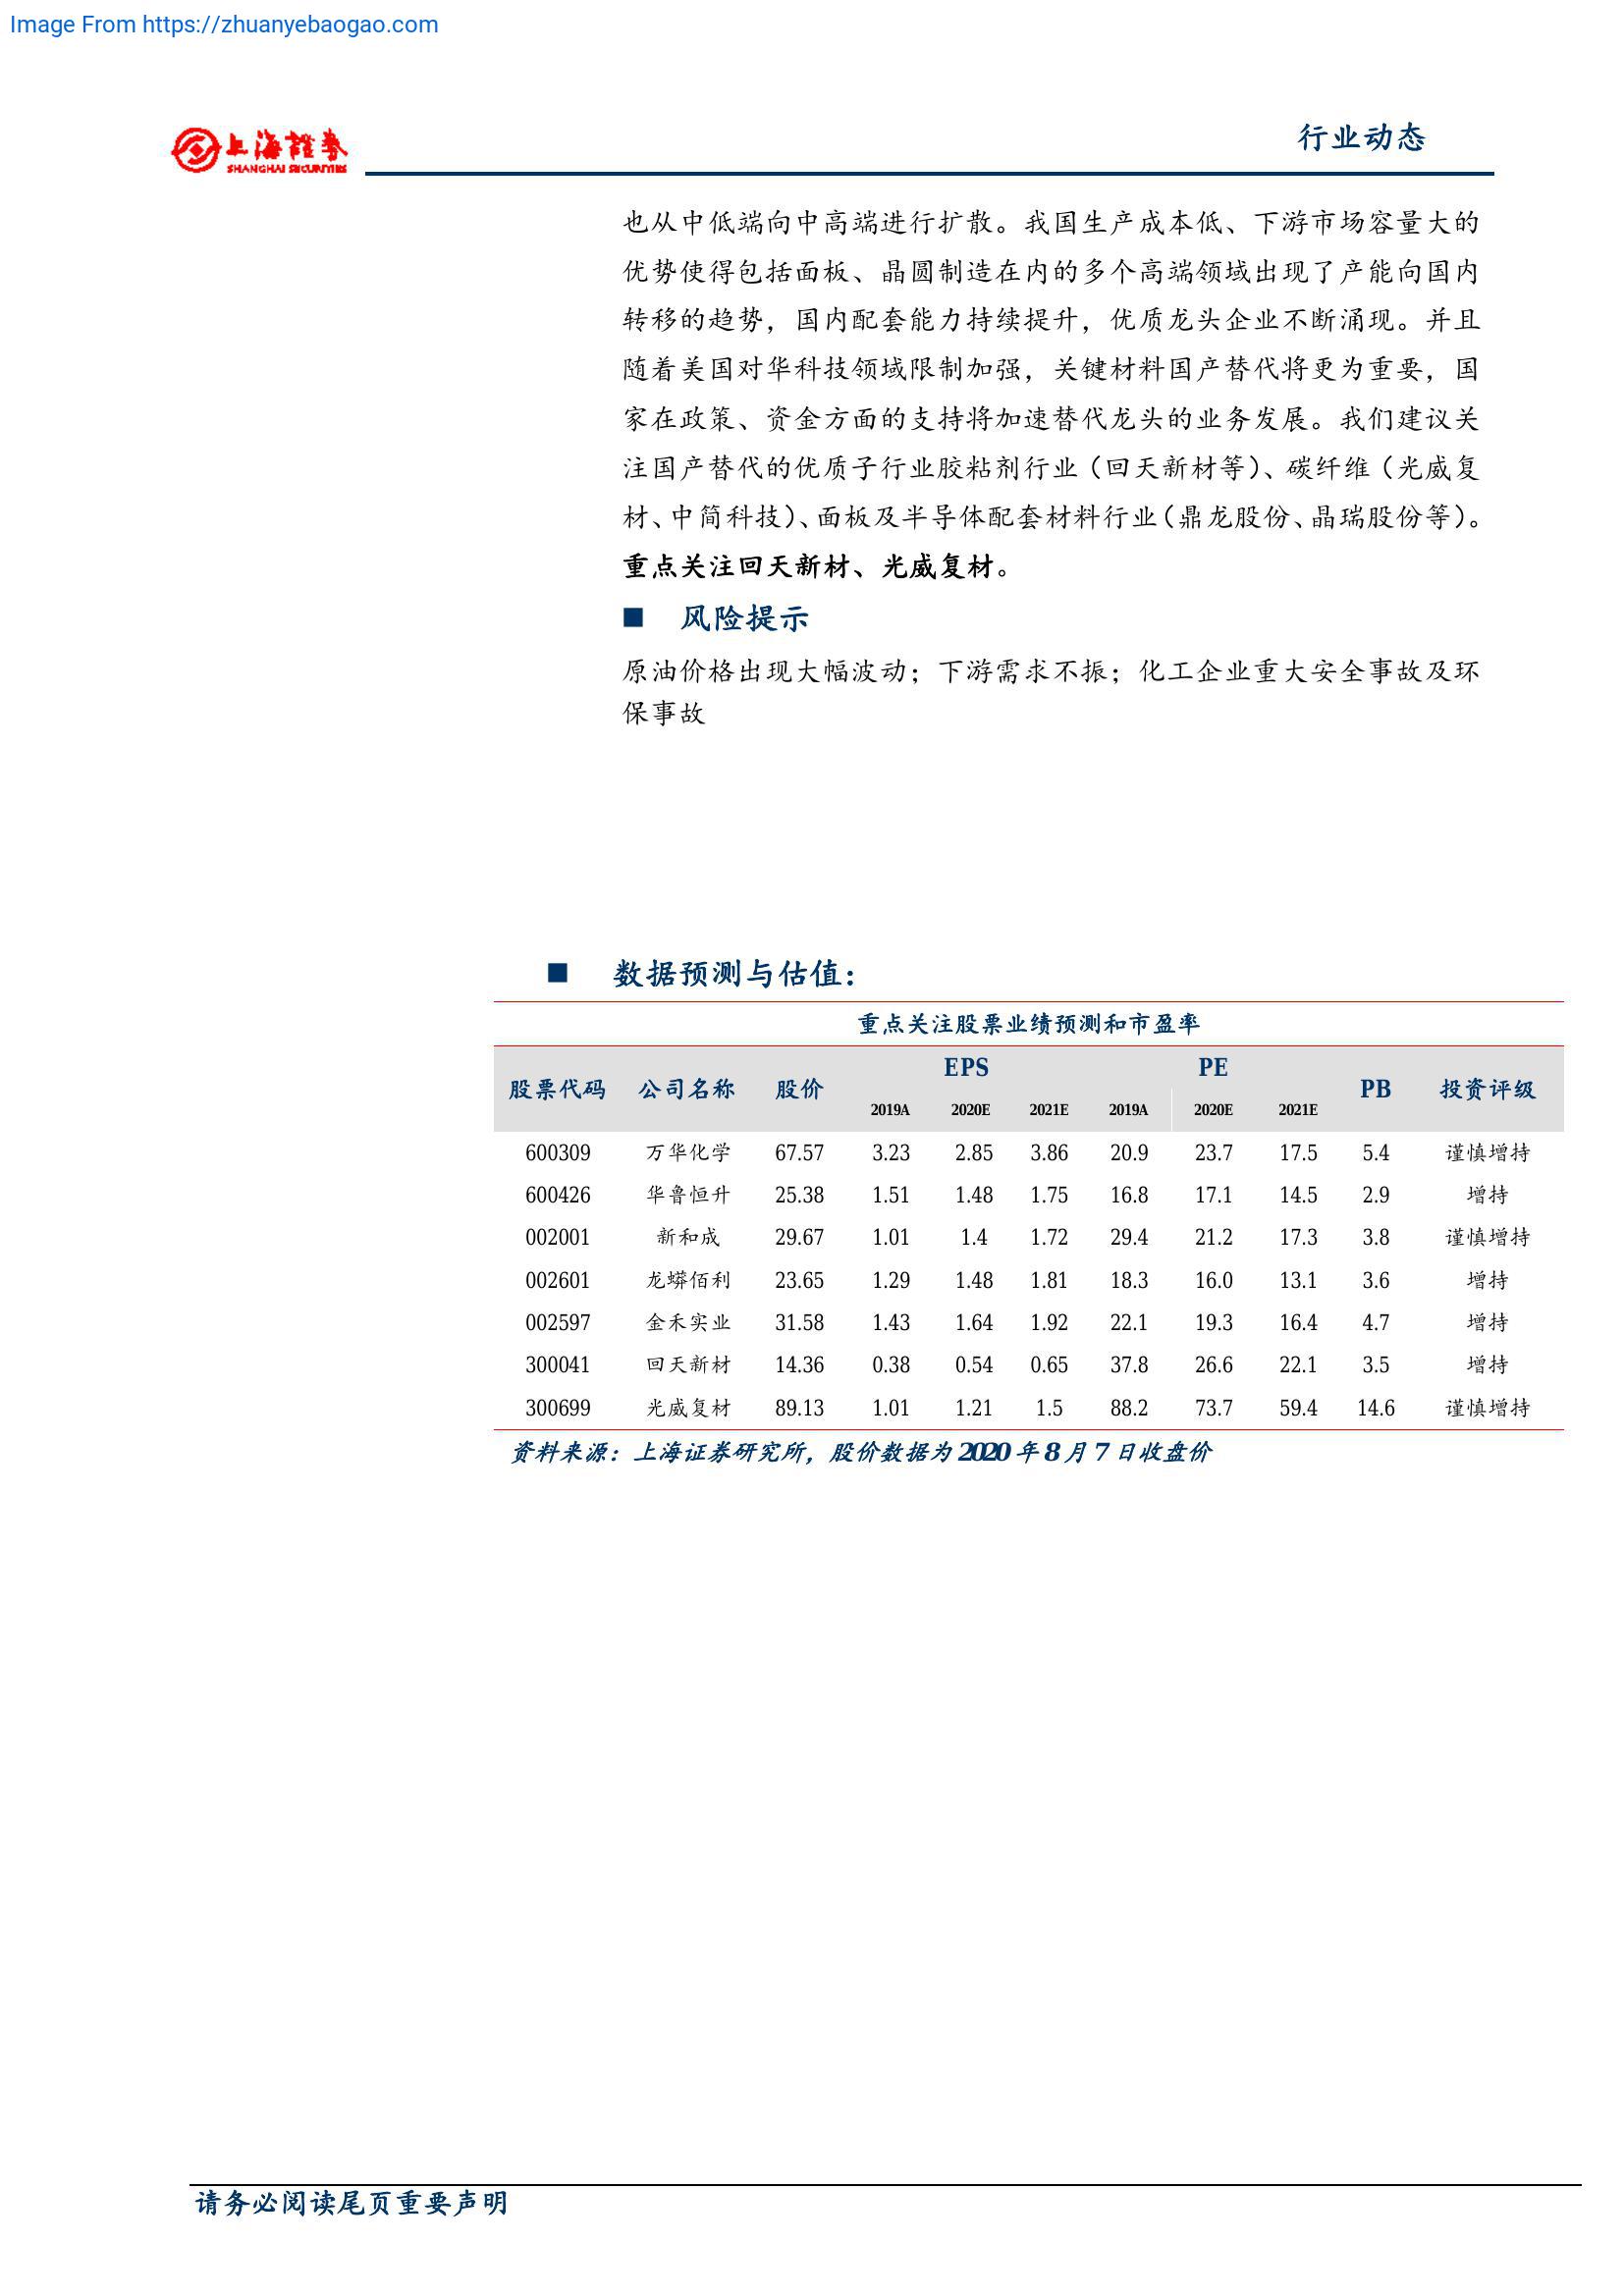 Image From https://zhuanyebaogao.com
上海證券
SHANGHAI SECURITIES
行业动态
也从中低端向中高端进行扩散。我国生产成本低、下游市场容量大的
优势使得包括面板、晶圆制造在内的多个高端领域出现了产能向国内
转移的趋势，国内配套能力持续提升，优质龙头企业不断涌现。并且
随着美国对华科技领域限制加强，关键材料国产替代将更为重要，国
家在政策、资金方面的支持将加速替代龙头的业务发展。我们建议关
注国产替代的优质子行业胶粘剂行业（回天新材等）、碳纤维（光威复
材、中简科技）、面板及半导体配套材料行业（鼎龙股份、晶瑞股份等）。
重点关注回天新材、光威复材。
■ 风险提示
原油价格出现大幅波动；下游需求不振；化工企业重大安全事故及环
保事故
■ 数据预测与估值：
重点关注股票业绩预测和市盈率
股票代码 公司名称 股价 EPS PE PB 投资评级
2019A 2020E 2021E 2019A 2020E 2021E
600309 万华化学 67.57 3.23 2.85 3.86 20.9 23.7 17.5 5.4 谨慎增持
600426 华鲁恒升 25.38 1.51 1.48 1.75 16.8 17.1 14.5 2.9 增持
002001 新和成 29.67 1.01 1.4 1.72 29.4 21.2 17.3 3.8 谨慎增持
002601 龙蟒佰利 23.65 1.29 1.48 1.81 18.3 16.0 13.1 3.6 增持
002597 金禾实业 31.58 1.43 1.64 1.92 22.1 19.3 16.4 4.7 增持
300041 回天新材 14.36 0.38 0.54 0.65 37.8 26.6 22.1 3.5 增持
300699 光威复材 89.13 1.01 1.21 1.5 88.2 73.7 59.4 14.6 谨慎增持
资料来源：上海证券研究所，股价数据为 2020 年 8 月 7 日收盘价
请务必阅读尾页重要声明